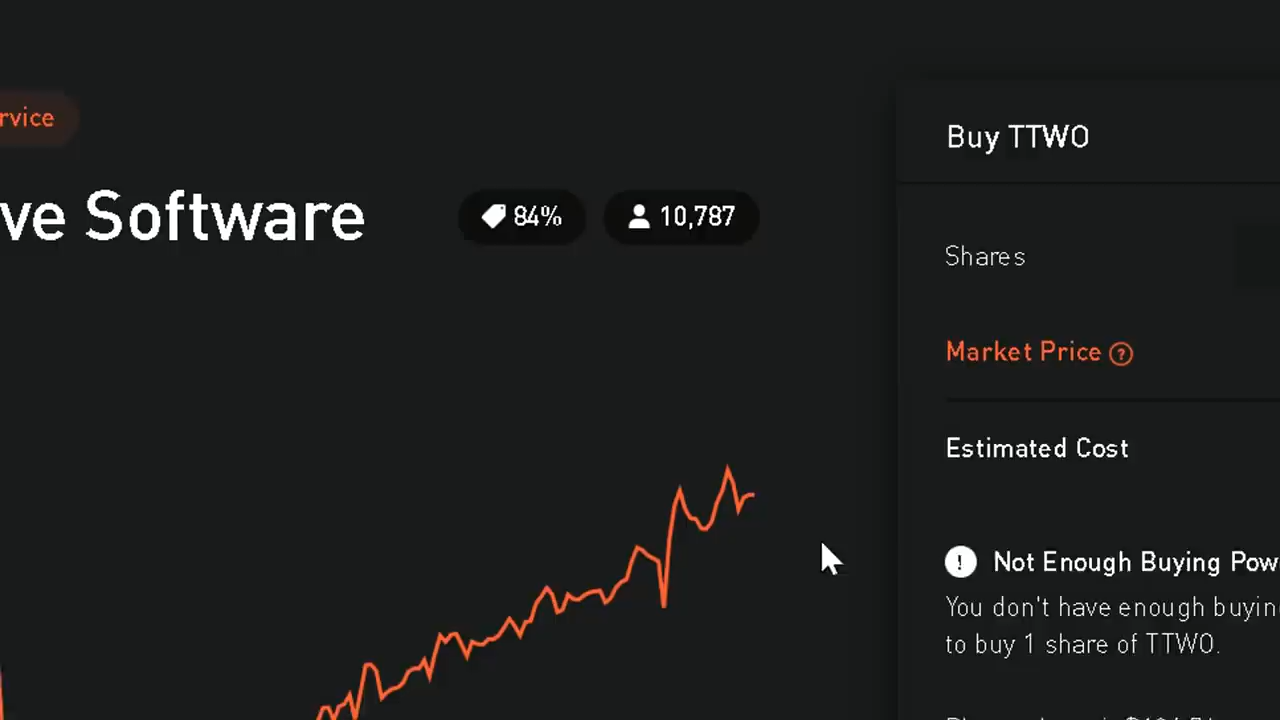 rvice
ve Software
84%
10,787
Buy TTWO
Shares
Market Price ?
Estimated Cost
! Not Enough Buying Pow
You don't have enough buyin
to buy 1 share of TTWO.